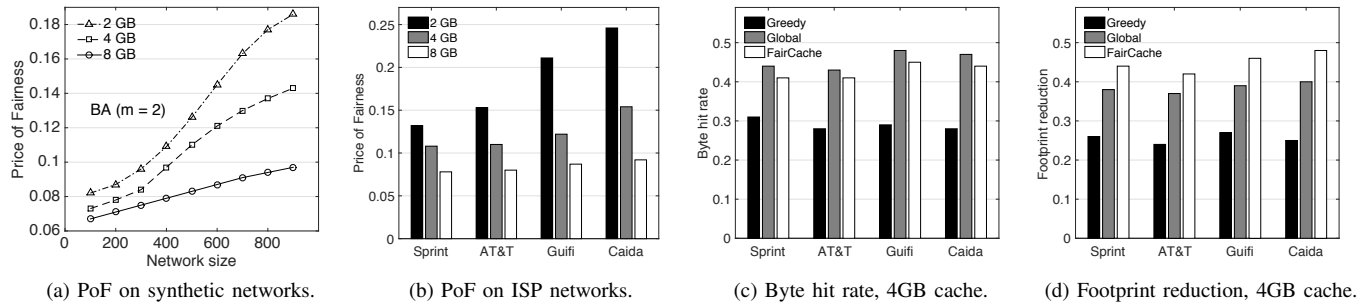 0.18
0.16
0.14
0.12
0.1
0.08
0.06
0 200 400 600 800
Price of Fairness
Network size
2 GB
4 GB
8 GB
BA (m = 2)
(a) PoF on synthetic networks.
0.25
0.2
0.15
0.1
0.05
0.00
Price of Fairness
2 GB
4 GB
8 GB
Sprint AT&T Guifi Caida
(b) PoF on ISP networks.
0.5
0.4
0.3
0.2
0.1
0
Byte hit rate
Greedy
Global
FairCache
Sprint AT&T Guifi Caida
(c) Byte hit rate, 4GB cache.
0.5
0.4
0.3
0.2
0.1
0
Footprint reduction
Greedy
Global
FairCache
Sprint AT&T Guifi Caida
(d) Footprint reduction, 4GB cache.